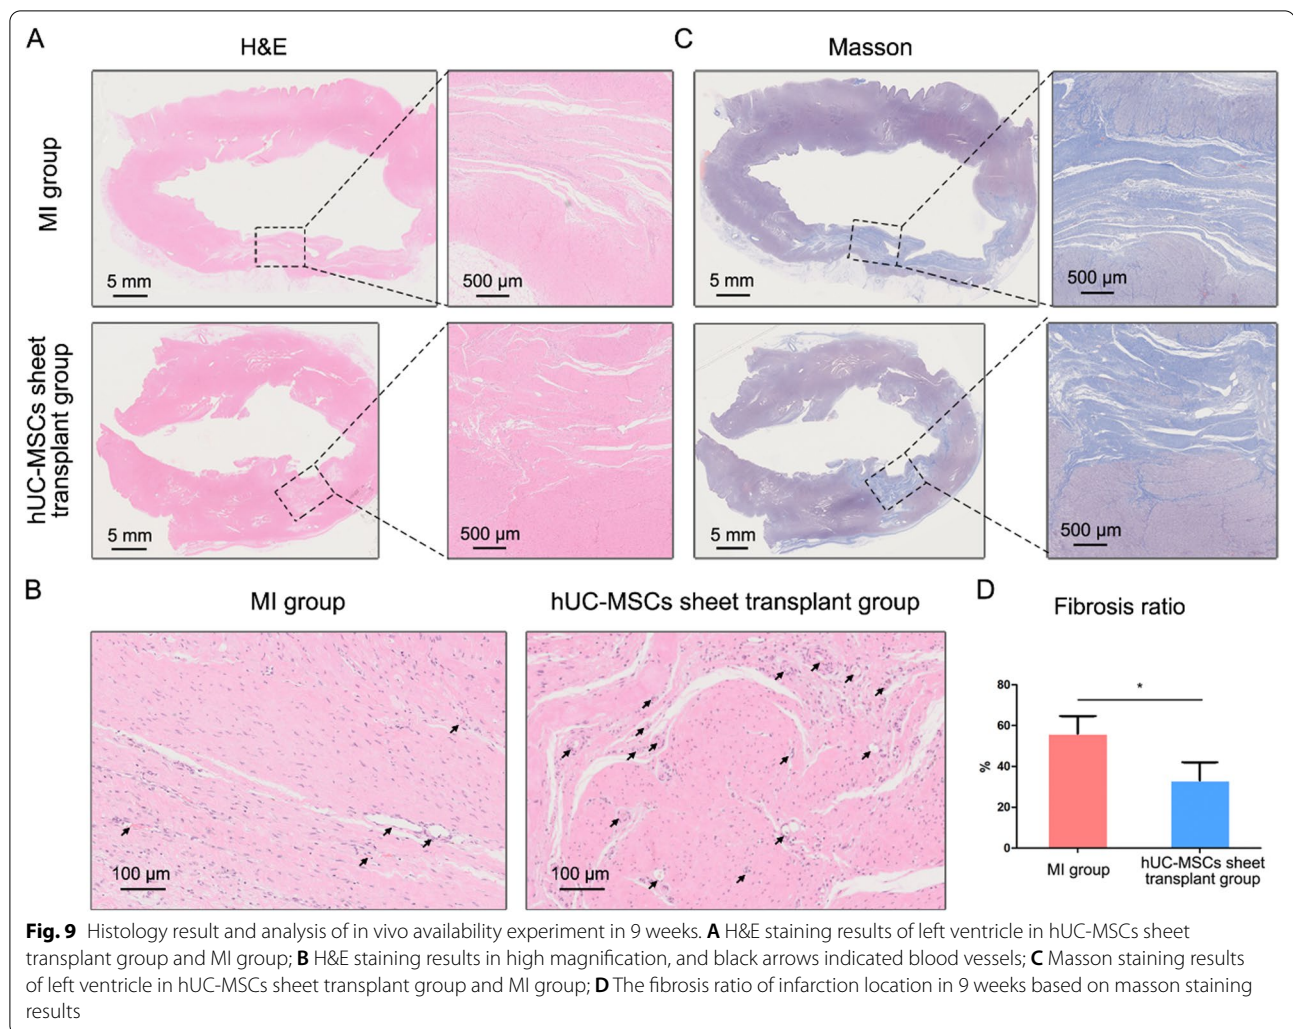 A
H&E
C
Masson
MI group
5 mm
500 µm
5 mm
500 µm
hUC-MSCs sheet
transplant group
5 mm
500 µm
5 mm
500 µm
B
MI group
hUC-MSCs sheet transplant group
100 µm
100 µm
D
Fibrosis ratio
80
60
40
20
0
%
*
MI group
hUC-MSCs sheet
transplant group
Fig. 9 Histology result and analysis of in vivo availability experiment in 9 weeks. A H&E staining results of left ventricle in hUC-MSCs sheet
transplant group and MI group; B H&E staining results in high magnification, and black arrows indicated blood vessels; C Masson staining results
of left ventricle in hUC-MSCs sheet transplant group and MI group; D The fibrosis ratio of infarction location in 9 weeks based on masson staining
results